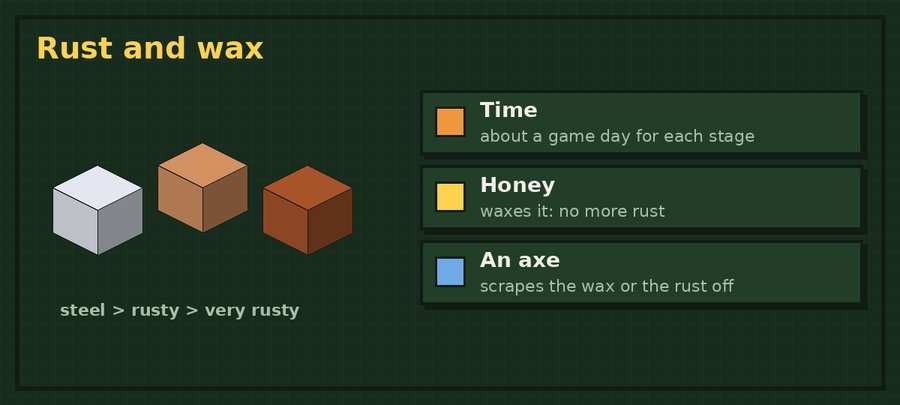 Rust and wax
Time
about a game day for each stage
Honey
waxes it: no more rust
An axe
scrapes the wax or the rust off
steel > rusty > very rusty